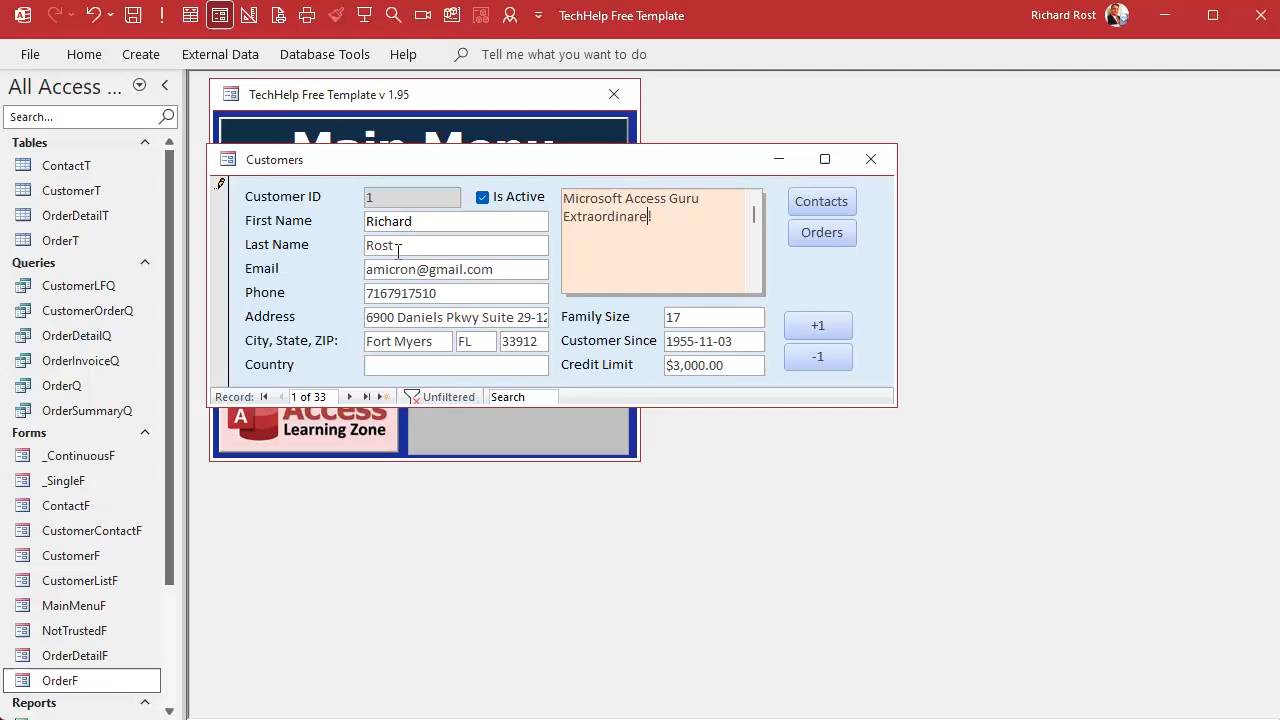 TechHelp Free Template
Richard Rost
File Home Create External Data Database Tools Help Tell me what you want to do
All Access ...
Search...
Tables
ContactT
CustomerT
OrderDetailT
OrderT
Queries
CustomerLFQ
CustomerOrderQ
OrderDetailQ
OrderInvoiceQ
OrderQ
OrderSummaryQ
Forms
_ContinuousF
_SingleF
ContactF
CustomerContactF
CustomerF
CustomerListF
MainMenuF
NotTrustedF
OrderDetailF
OrderF
Reports
TechHelp Free Template v 1.95
Main Menu
Customers
Customer ID 1 Is Active
First Name Richard
Last Name Rost
Email amicron@gmail.com
Phone 7167917510
Address 6900 Daniels Pkwy Suite 29-12
City, State, ZIP: Fort Myers FL 33912
Country
Microsoft Access Guru
Extraordinare!
Family Size 17
Customer Since 1955-11-03
Credit Limit $3,000.00
Contacts
Orders
+1
-1
Record: 1 of 33 Unfiltered Search
A Access
Learning Zone